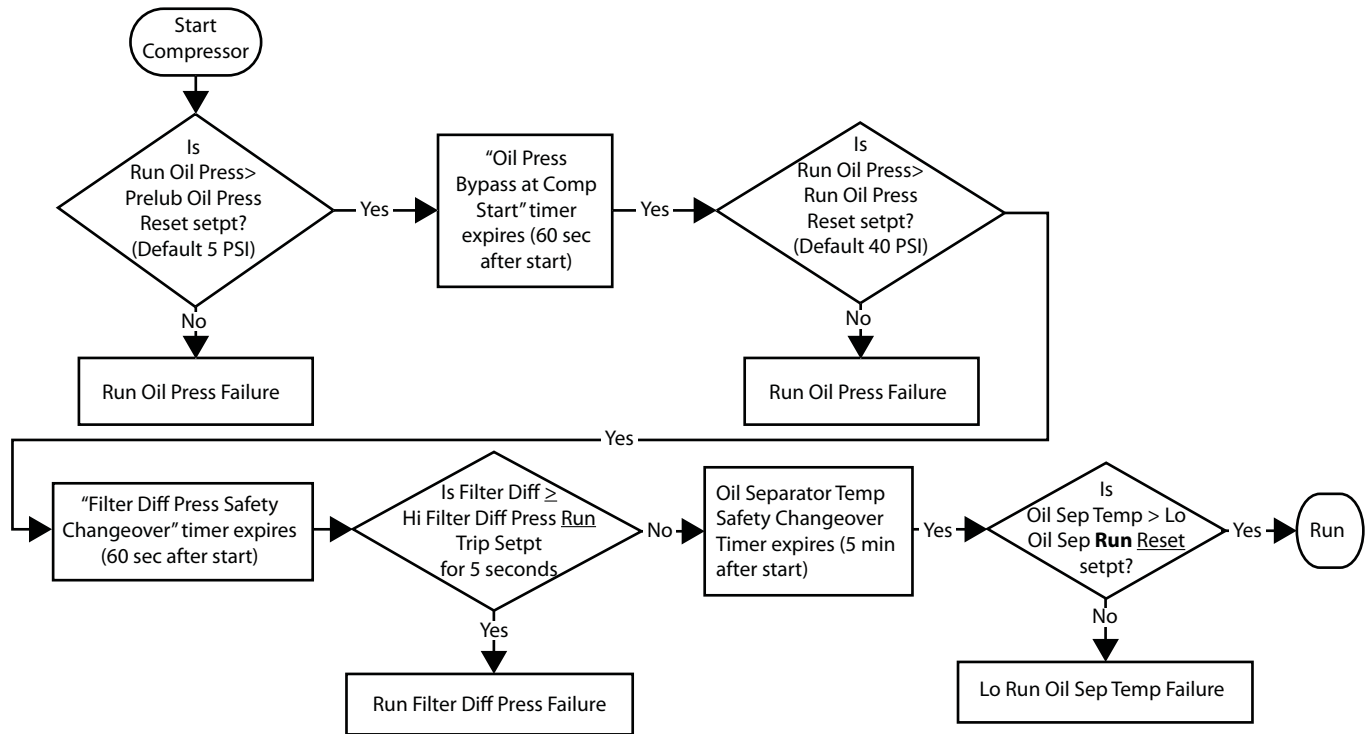 Start
Compressor
Is
Run Oil Press>
Prelub Oil Press
Reset setpt?
(Default 5 PSI)
Yes
No
Run Oil Press Failure
“Oil Press
Bypass at Comp
Start” timer
expires (60 sec
after start)
Yes
Is
Run Oil Press>
Run Oil Press
Reset setpt?
(Default 40 PSI)
No
Run Oil Press Failure
Yes
“Filter Diff Press Safety
Changeover” timer expires
(60 sec after start)
Is Filter Diff ≥
Hi Filter Diff Press Run
Trip Setpt
for 5 seconds
Yes
Run Filter Diff Press Failure
No
Oil Separator Temp
Safety Changeover
Timer expires (5 min
after start)
Yes
Is
Oil Sep Temp > Lo
Oil Sep Run Reset
setpt?
No
Lo Run Oil Sep Temp Failure
Yes
Run